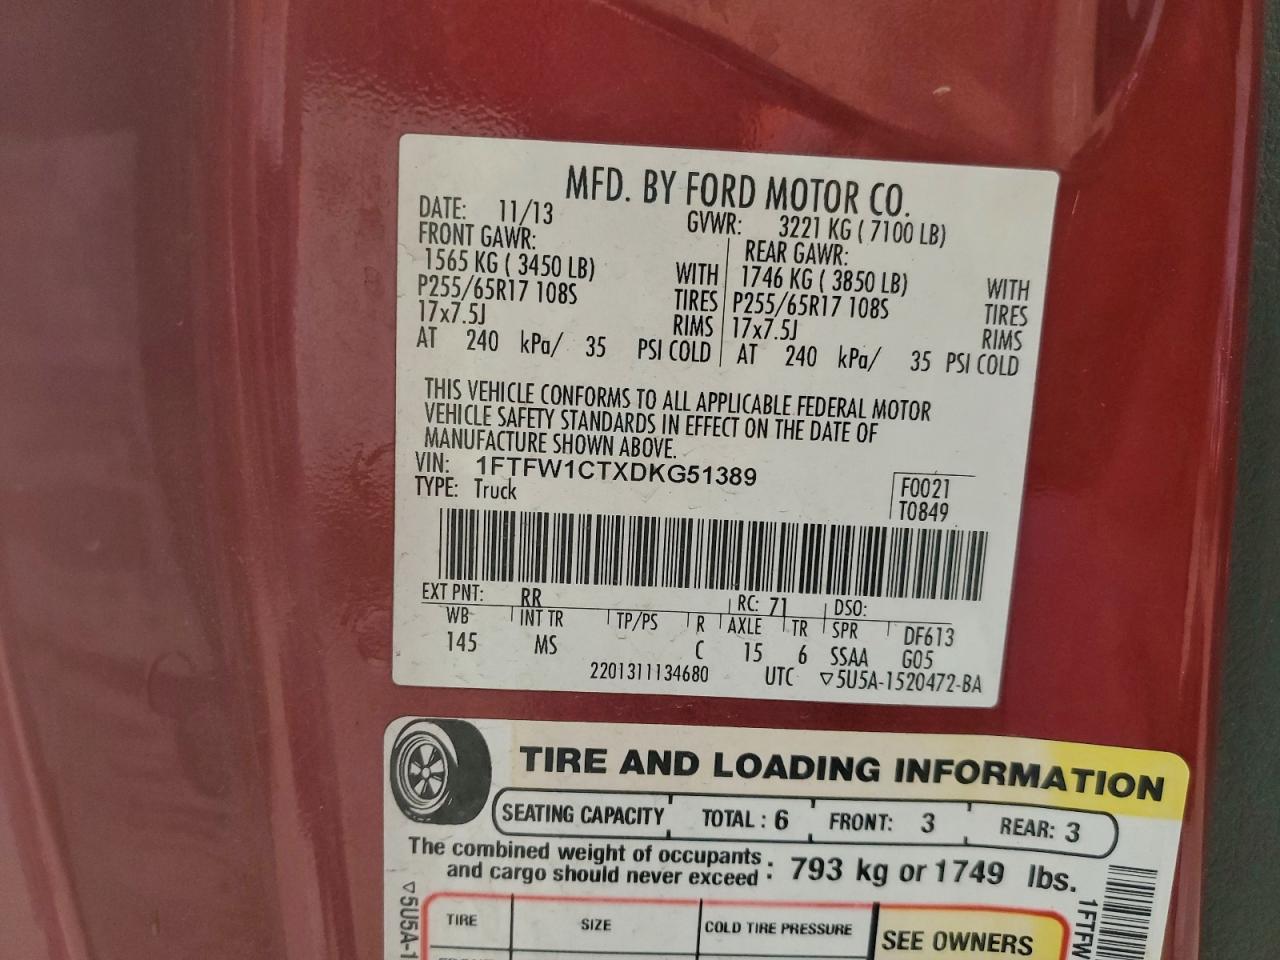 MFD. BY FORD MOTOR CO.
DATE: 11/13 GVWR: 3221 KG ( 7100 LB)
FRONT GAWR: REAR GAWR:
1565 KG ( 3450 LB) WITH 1746 KG ( 3850 LB) WITH
P255/65R17 108S TIRES P255/65R17 108S TIRES
17x7.5J RIMS 17x7.5J RIMS
AT 240 kPa/ 35 PSI COLD AT 240 kPa/ 35 PSI COLD
THIS VEHICLE CONFORMS TO ALL APPLICABLE FEDERAL MOTOR
VEHICLE SAFETY STANDARDS IN EFFECT ON THE DATE OF
MANUFACTURE SHOWN ABOVE.
VIN: 1FTFW1CTXDKG51389
TYPE: Truck
F0021
T0849
EXT PNT: RR RC: 71 DSO:
WB INT TR TP/PS R AXLE TR SPR DF613
145 MS C 15 6 SSAA G05
2201311134680 UTC ▽5U5A-1520472-BA
TIRE AND LOADING INFORMATION
SEATING CAPACITY TOTAL : 6 FRONT: 3 REAR: 3
The combined weight of occupants
and cargo should never exceed : 793 kg or 1749 lbs.
TIRE SIZE COLD TIRE PRESSURE SEE OWNERS
▽5U5A-1
1FTFW